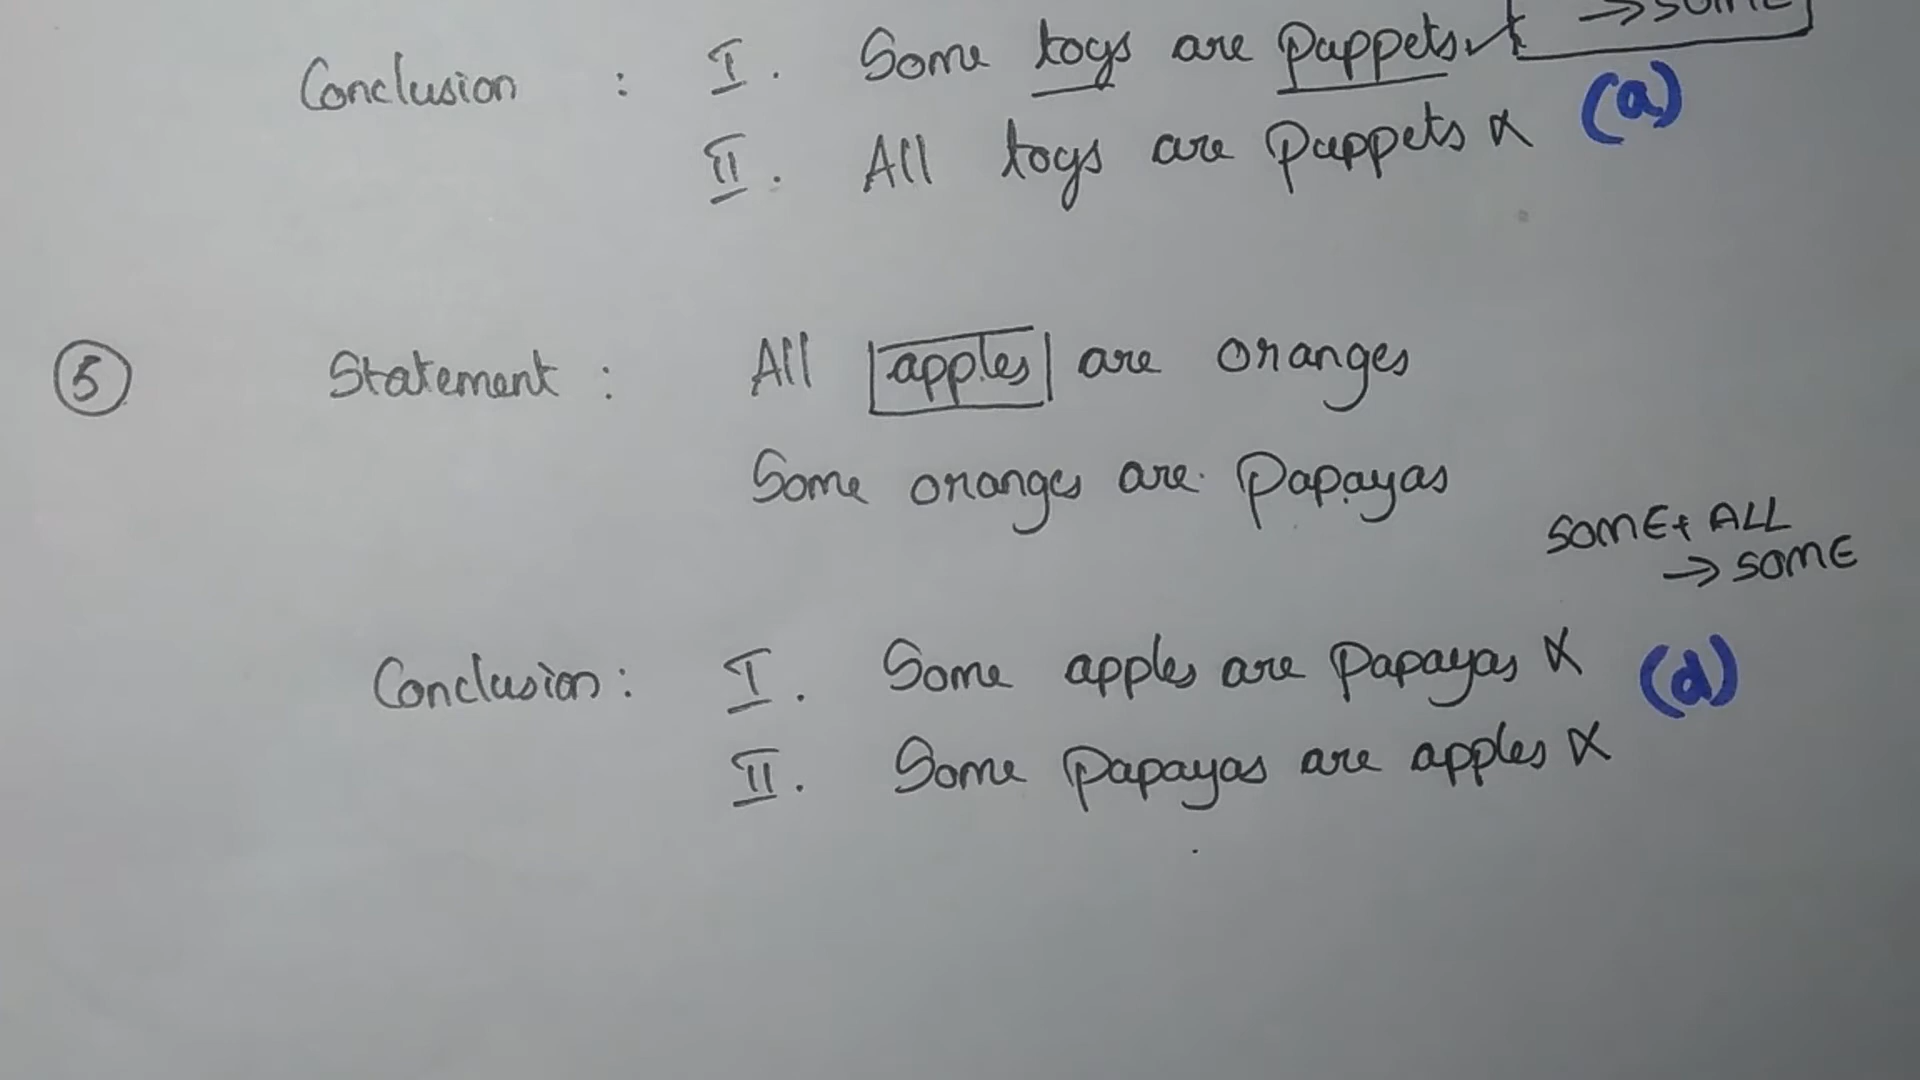 → SOME
Conclusion : I. Some toys are Puppets ✓
II. All toys are Puppets x (a)
5 Statement : All apples are oranges
Some oranges are Papayas
SOME + ALL
→ SOME
Conclusion : I. Some apples are Papayas x (d)
II. Some Papayas are apples x